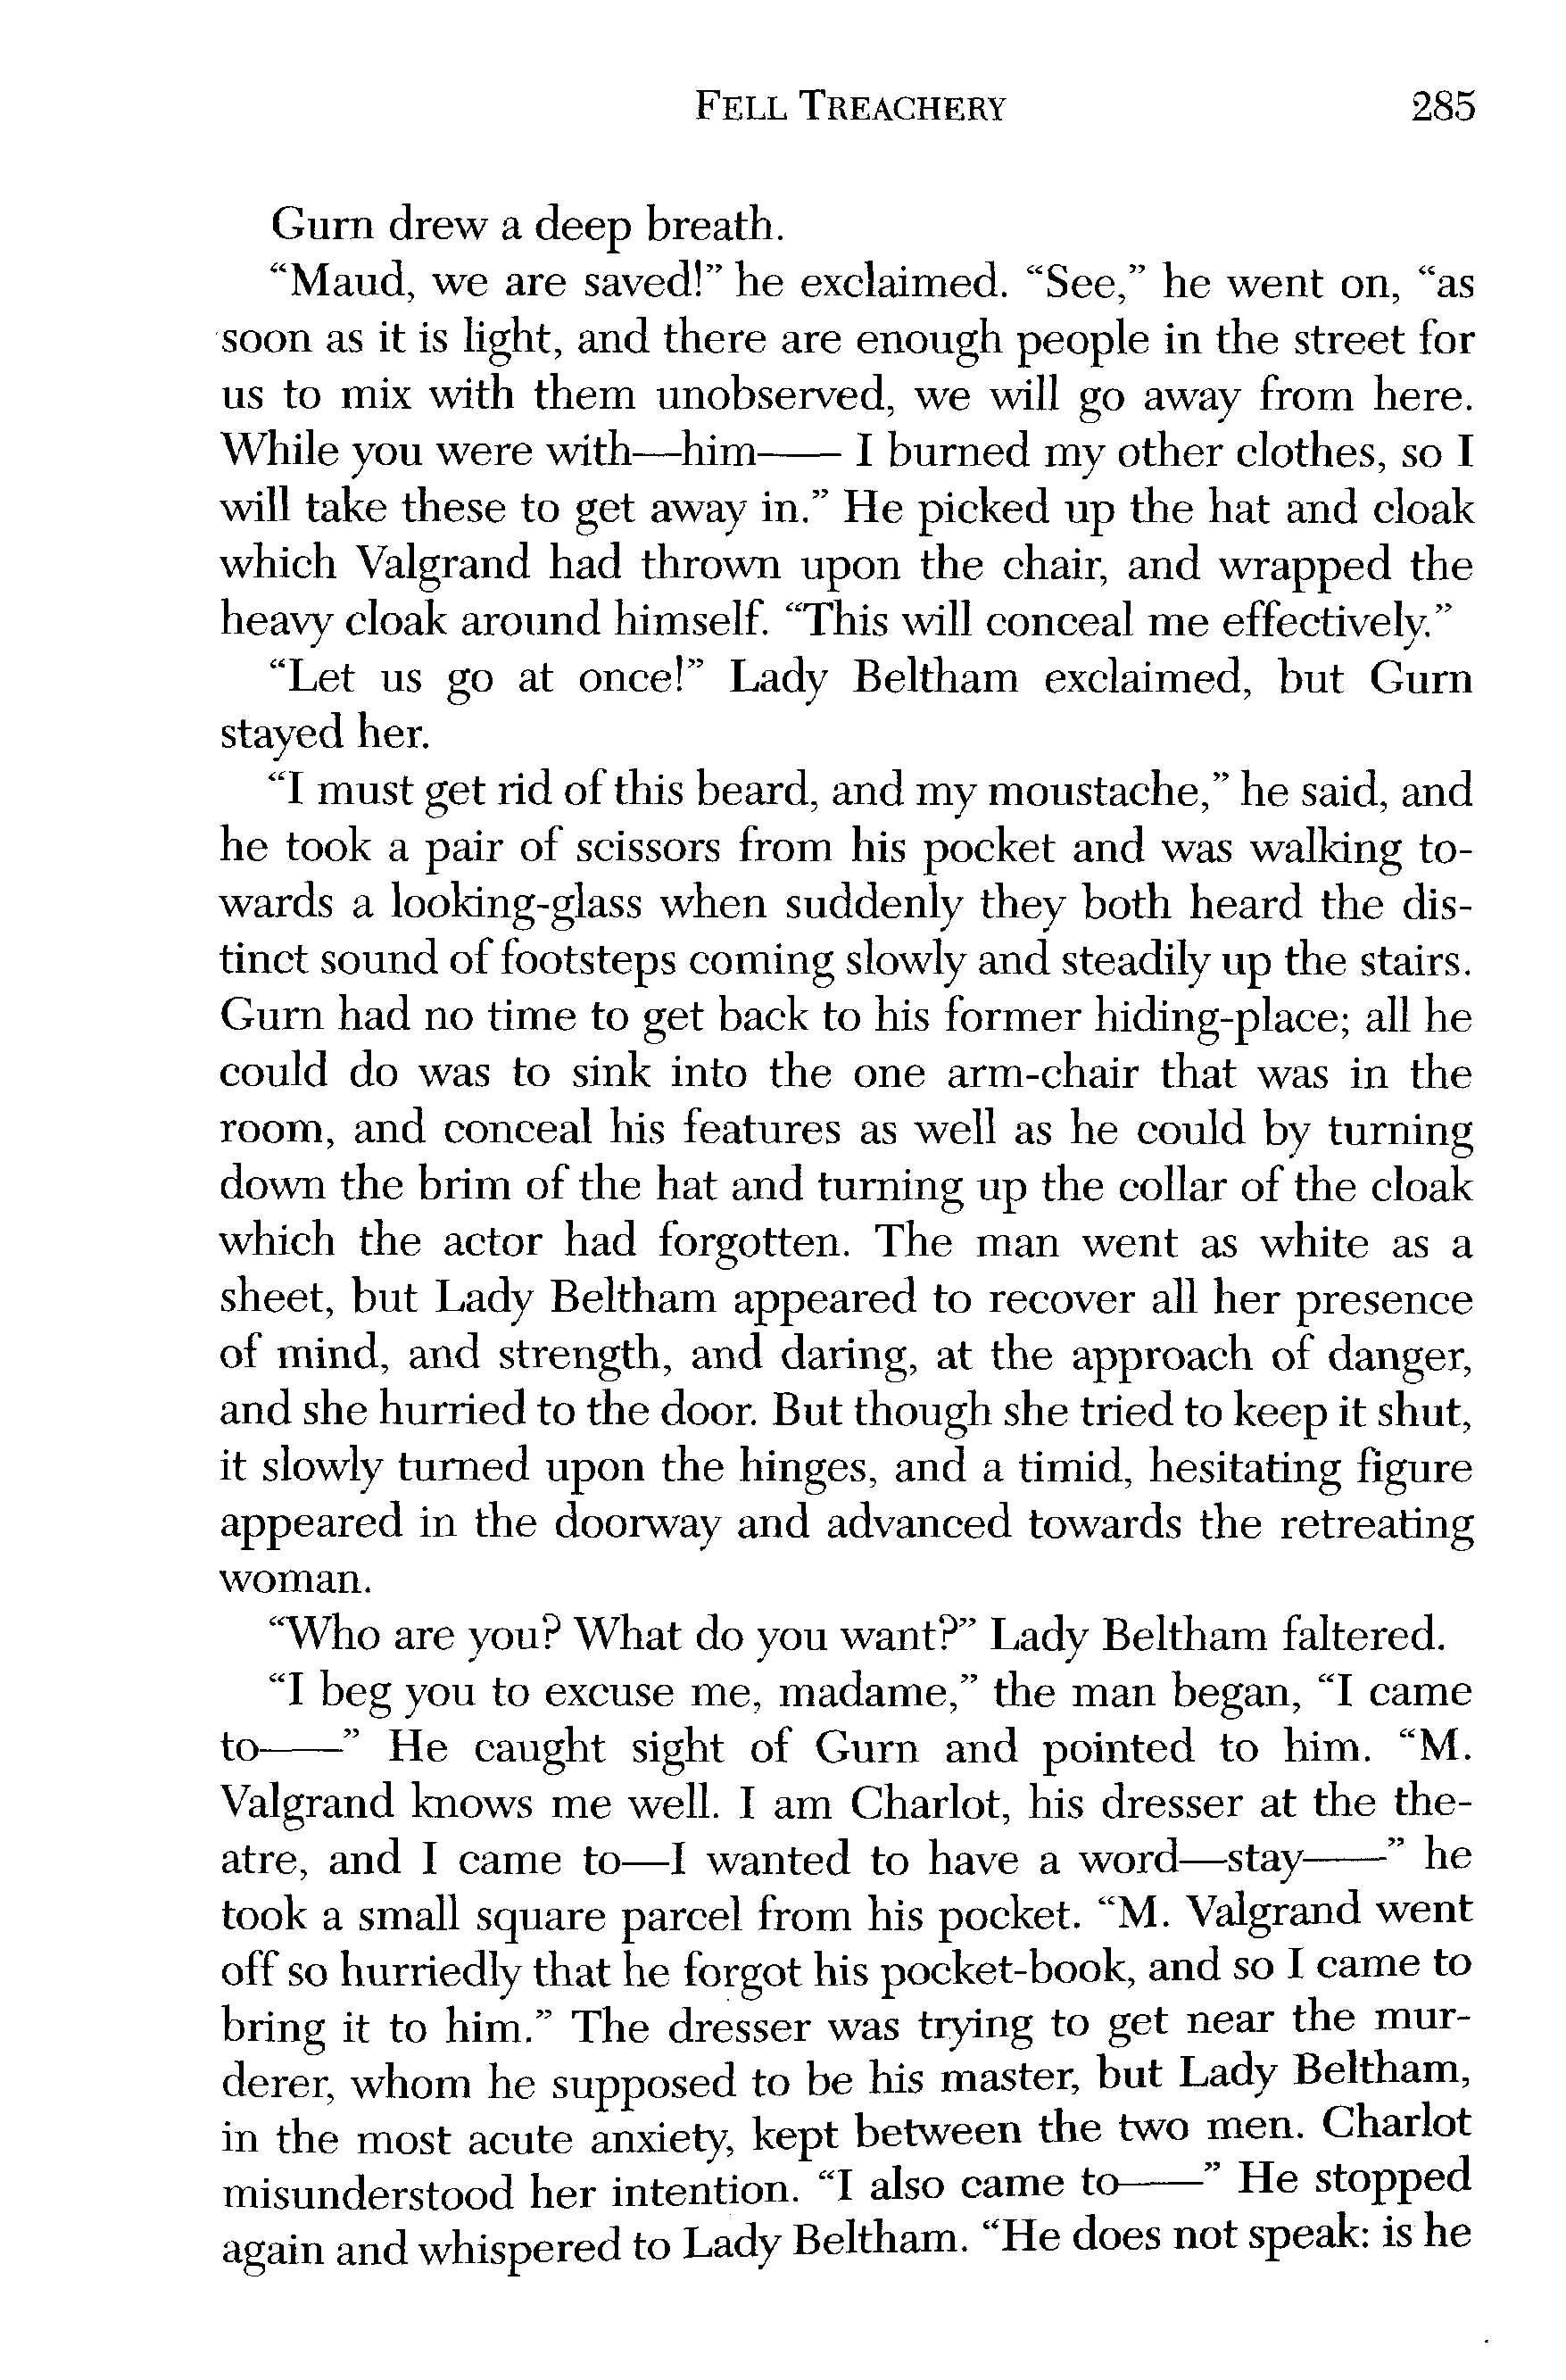 FELL TREACHERY 285
Gurn drew a deep breath.
“Maud, we are saved!” he exclaimed. “See,” he went on, “as
soon as it is light, and there are enough people in the street for
us to mix with them unobserved, we will go away from here.
While you were with—him—— I burned my other clothes, so I
will take these to get away in.” He picked up the hat and cloak
which Valgrand had thrown upon the chair, and wrapped the
heavy cloak around himself. “This will conceal me effectively.”
“Let us go at once!” Lady Beltham exclaimed, but Gurn
stayed her.
“I must get rid of this beard, and my moustache,” he said, and
he took a pair of scissors from his pocket and was walking to-
wards a looking-glass when suddenly they both heard the dis-
tinct sound of footsteps coming slowly and steadily up the stairs.
Gurn had no time to get back to his former hiding-place; all he
could do was to sink into the one arm-chair that was in the
room, and conceal his features as well as he could by turning
down the brim of the hat and turning up the collar of the cloak
which the actor had forgotten. The man went as white as a
sheet, but Lady Beltham appeared to recover all her presence
of mind, and strength, and daring, at the approach of danger,
and she hurried to the door. But though she tried to keep it shut,
it slowly turned upon the hinges, and a timid, hesitating figure
appeared in the doorway and advanced towards the retreating
woman.
“Who are you? What do you want?” Lady Beltham faltered.
“I beg you to excuse me, madame,” the man began, “I came
to——” He caught sight of Gurn and pointed to him. “M.
Valgrand knows me well. I am Charlot, his dresser at the the-
atre, and I came to—I wanted to have a word—stay——” he
took a small square parcel from his pocket. “M. Valgrand went
off so hurriedly that he forgot his pocket-book, and so I came to
bring it to him.” The dresser was trying to get near the mur-
derer, whom he supposed to be his master, but Lady Beltham,
in the most acute anxiety, kept between the two men. Charlot
misunderstood her intention. “I also came to——” He stopped
again and whispered to Lady Beltham. “He does not speak: is he